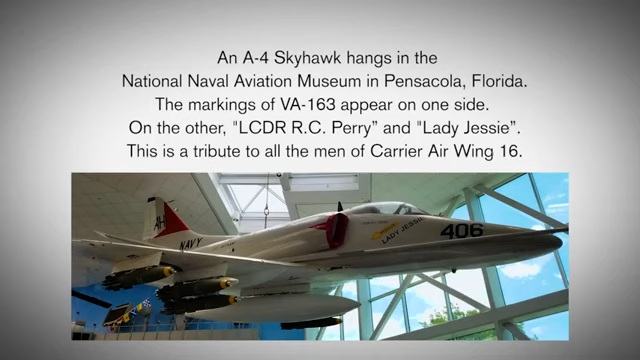 An A-4 Skyhawk hangs in the
National Naval Aviation Museum in Pensacola, Florida.
The markings of VA-163 appear on one side.
On the other, "LCDR R.C. Perry” and "Lady Jessie”.
This is a tribute to all the men of Carrier Air Wing 16.
AH
NAVY
LADY JESSIE
406